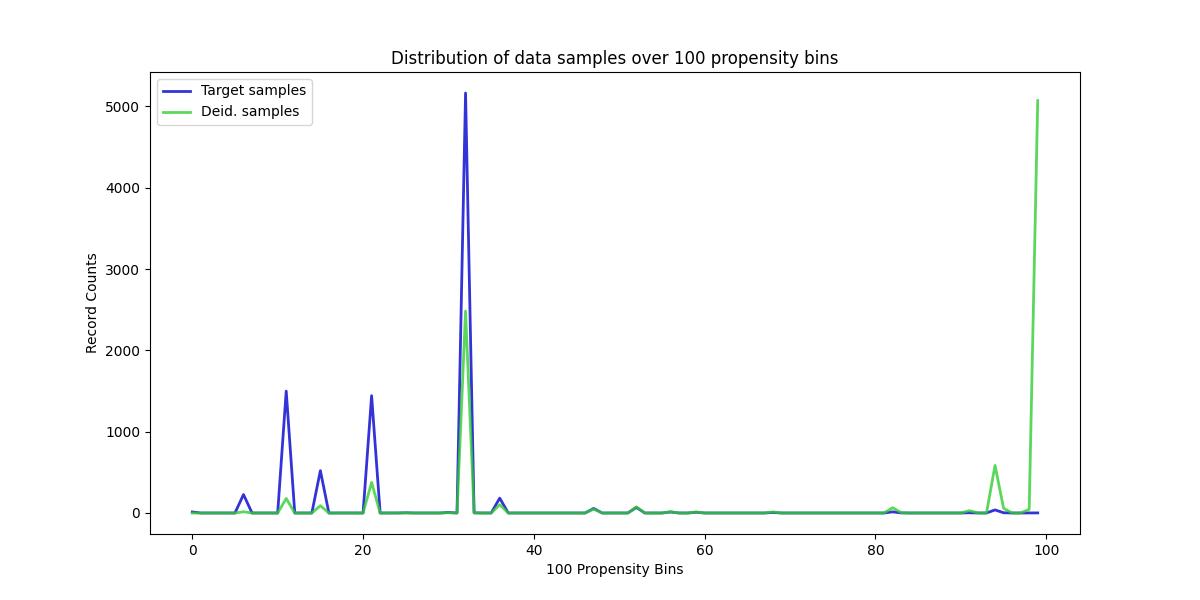 Distribution of data samples over 100 propensity bins
Target samples
Deid. samples
5000
4000
3000
2000
1000
0
Record Counts
0 20 40 60 80 100
100 Propensity Bins